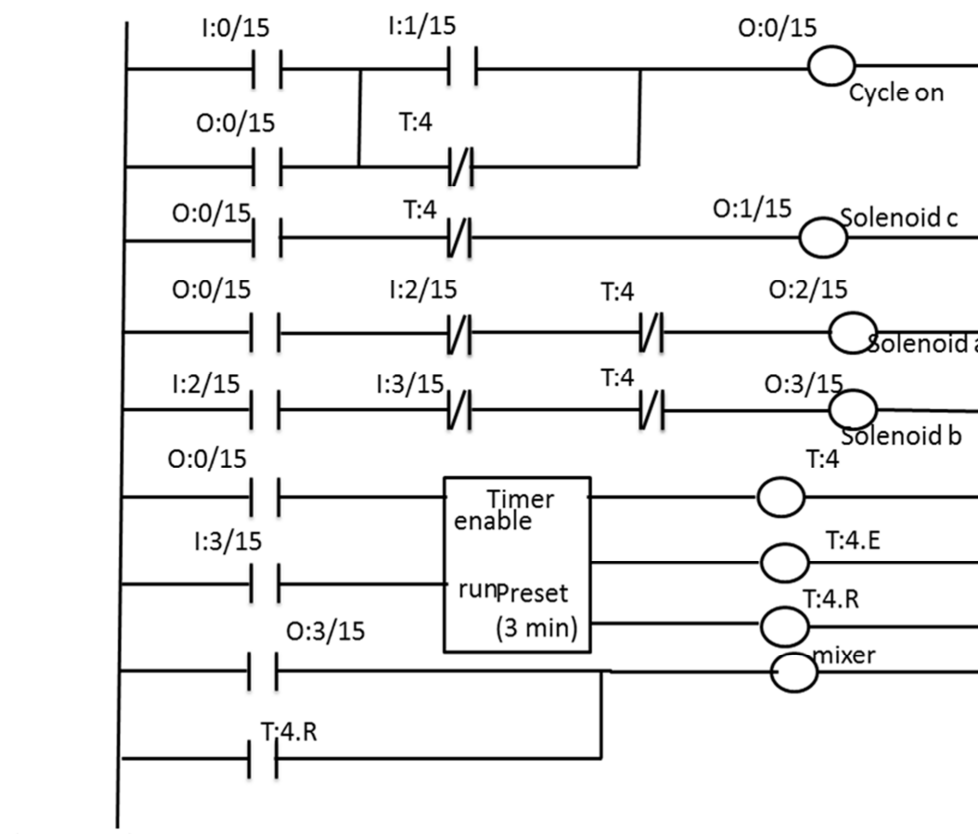 I:0/15 I:1/15 O:0/15
Cycle on
O:0/15 T:4
O:0/15 T:4 O:1/15 Solenoid c
O:0/15 I:2/15 T:4 O:2/15
Solenoid a
I:2/15 I:3/15 T:4 O:3/15
Solenoid b
O:0/15 T:4
Timer
enable
I:3/15 T:4.E
run Preset
(3 min)
T:4.R
O:3/15
mixer
T:4.R